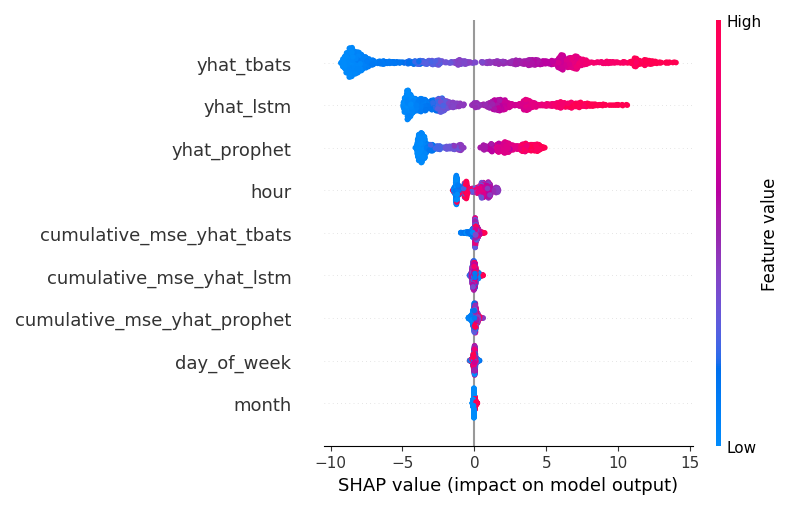 High
yhat_tbats
yhat_lstm
yhat_prophet
hour
cumulative_mse_yhat_tbats
cumulative_mse_yhat_lstm
cumulative_mse_yhat_prophet
day_of_week
month
Feature value
Low
−10 −5 0 5 10 15
SHAP value (impact on model output)